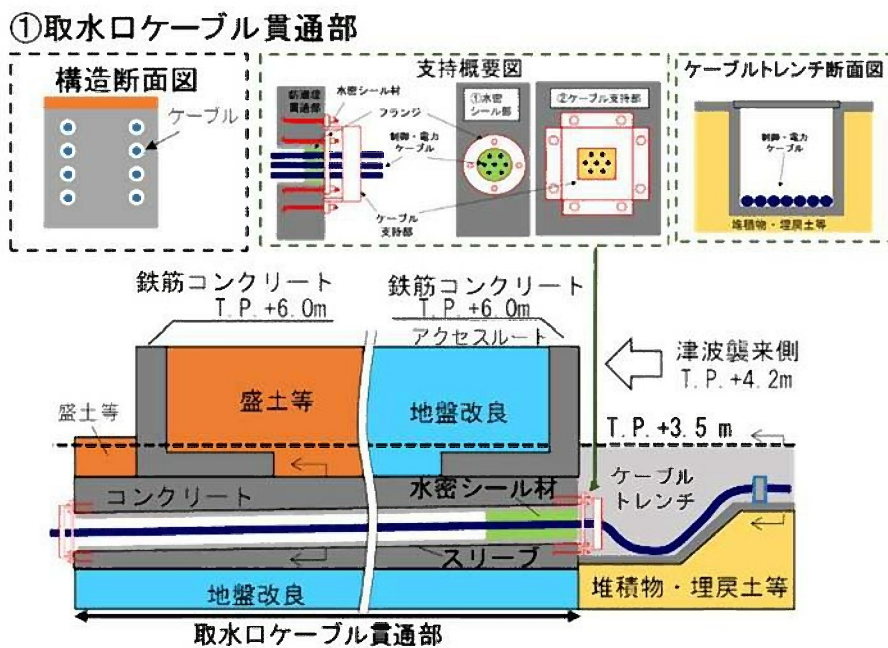 ①取水口ケーブル貫通部
構造断面図
ケーブル
支持概要図
防潮堤
貫通部
水密シール材
フランジ
制御・電力
ケーブル
ケーブル
支持部
①水密
シール部
②ケーブル支持部
ケーブルトレンチ断面図
制御・電力
ケーブル
堆積物・埋戻土等
鉄筋コンクリート
T.P.+6.0m
鉄筋コンクリート
T.P.+6.0m
アクセスルート
津波襲来側
T.P.+4.2m
盛土等
盛土等
地盤改良
T.P.+3.5 m
コンクリート
水密シール材
ケーブル
トレンチ
スリーブ
地盤改良
堆積物・埋戻土等
取水口ケーブル貫通部